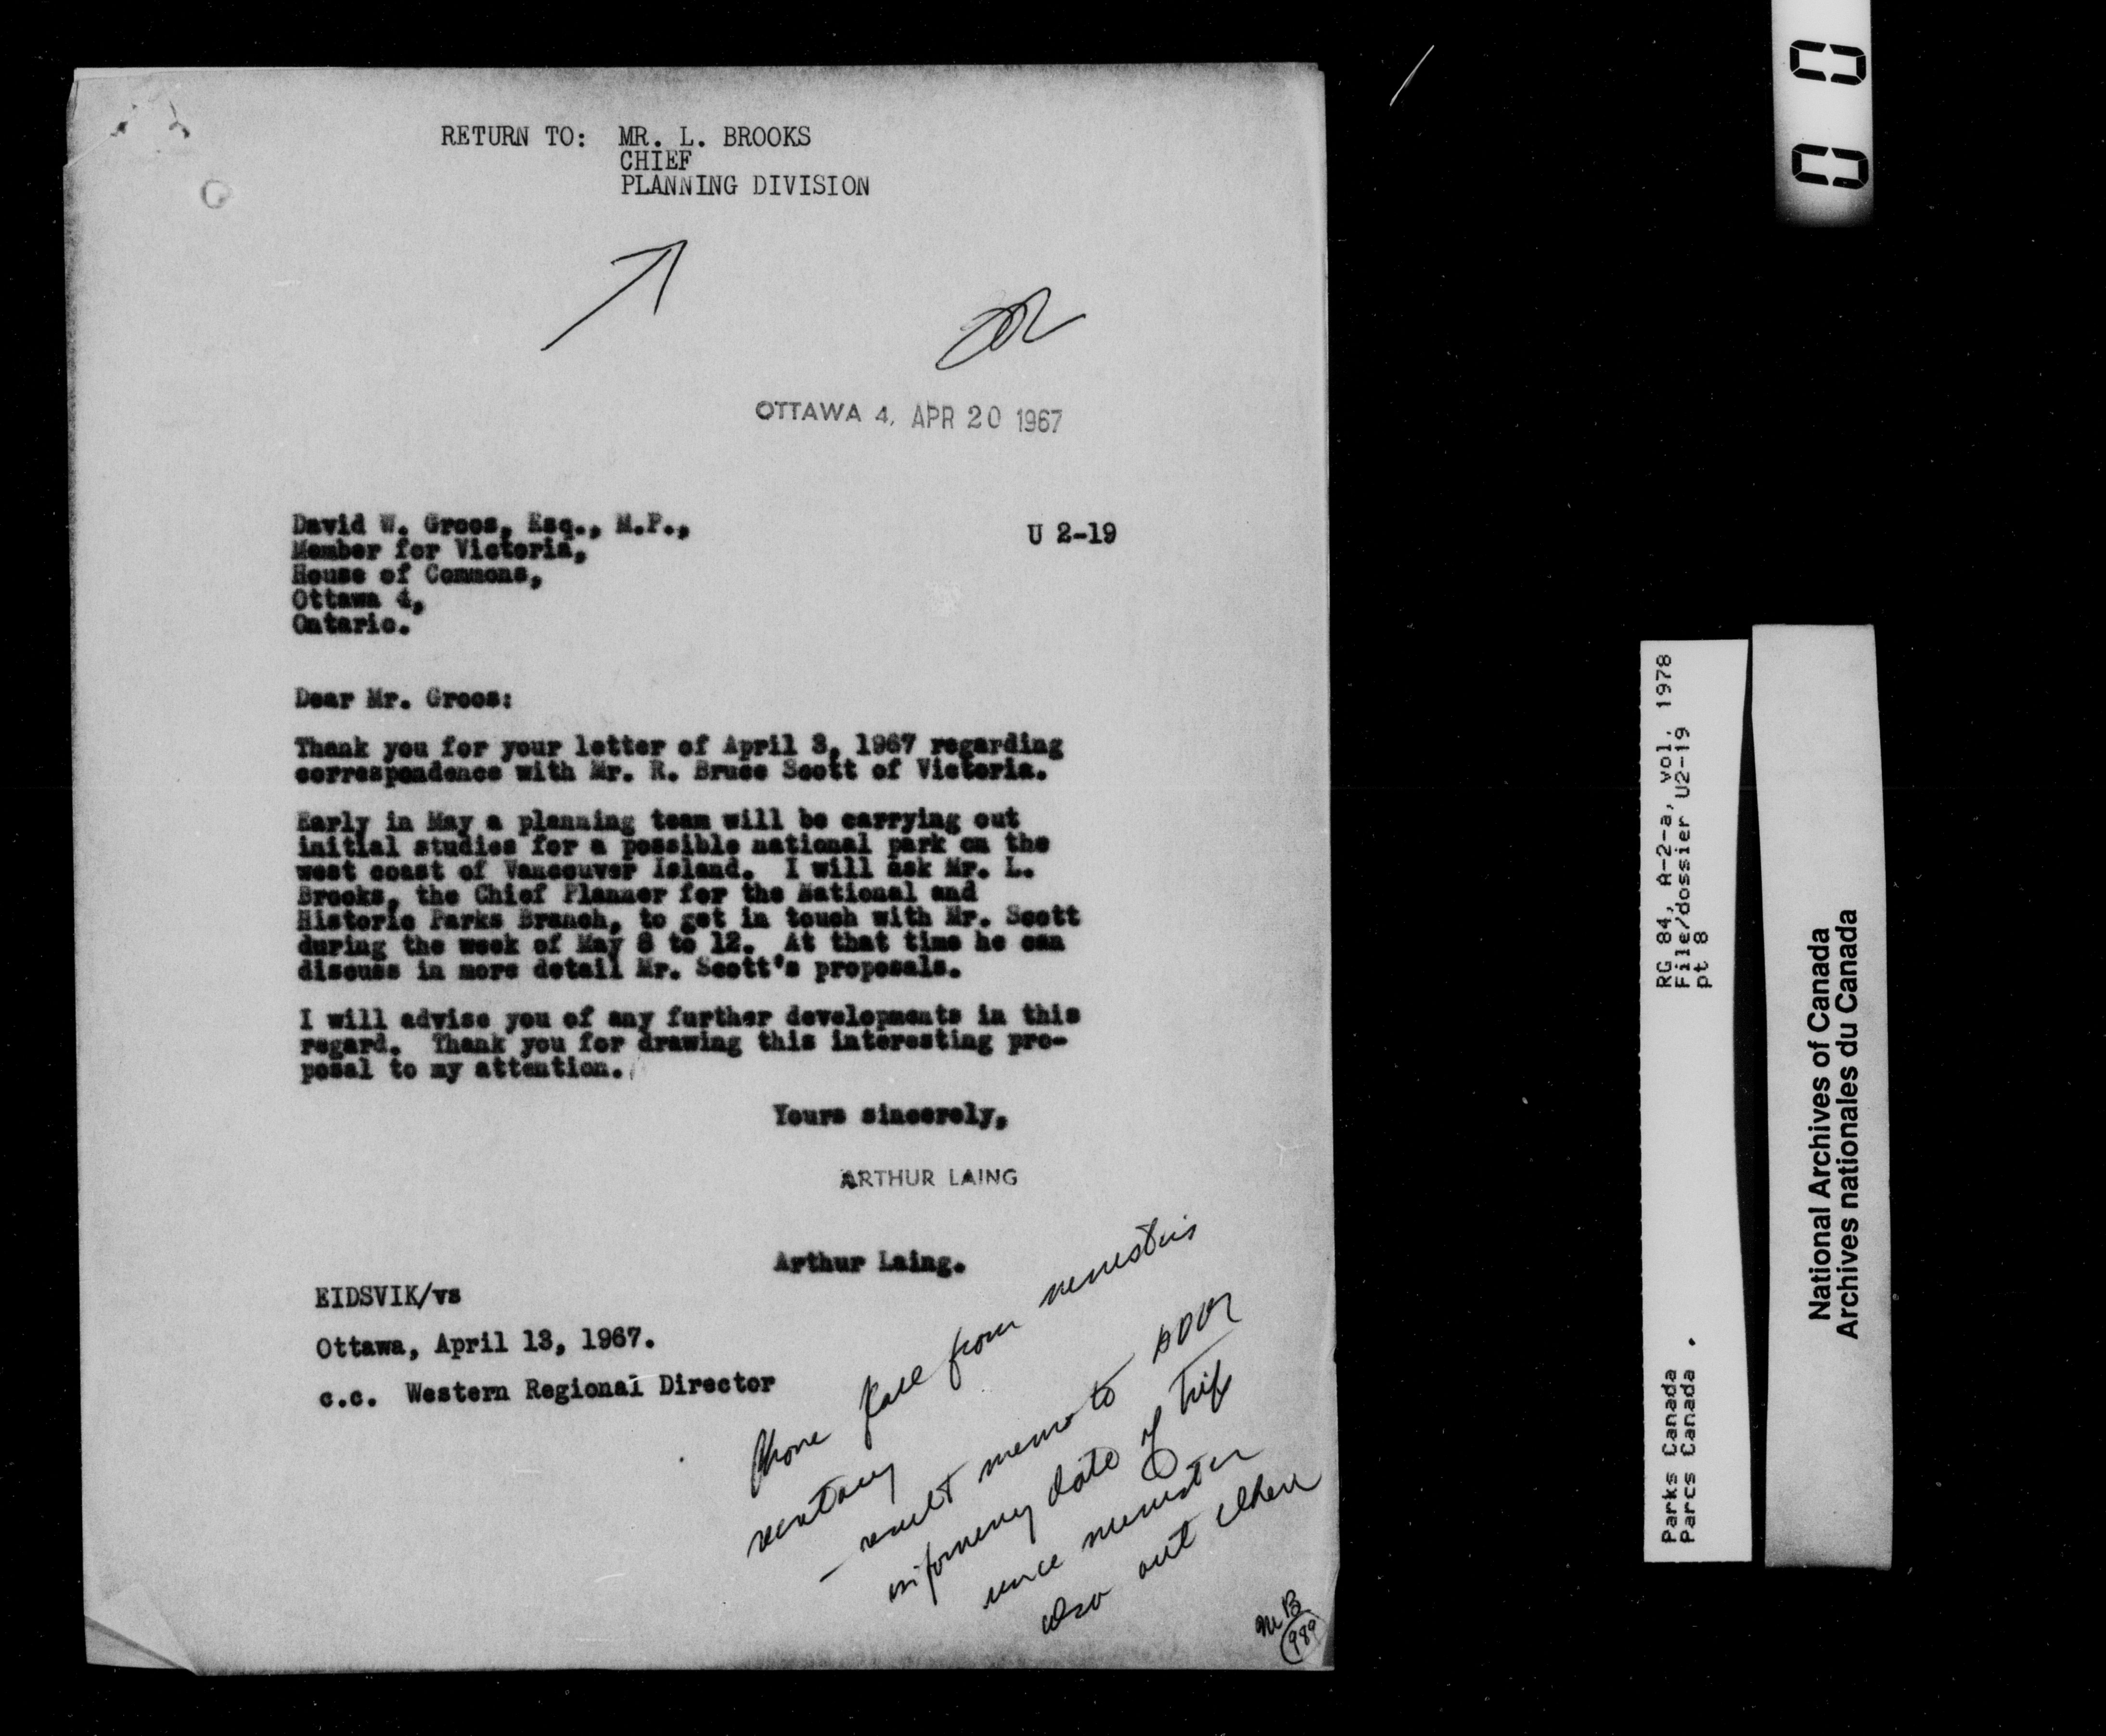 RETURN TO: MR. L. BROOKS
CHIEF
PLANNING DIVISION
OTTAWA 4, APR 20 1967
David W. Groos, Esq., M.P.,
Member for Victoria,
House of Commons,
Ottawa 4,
Ontario.
U 2-19
Dear Mr. Groos:
Thank you for your letter of April 3, 1967 regarding
correspondence with Mr. R. Bruce Scott of Victoria.
Early in May a planning team will be carrying out
initial studies for a possible national park on the
west coast of Vancouver Island. I will ask Mr. L.
Brooks, the Chief Planner for the National and
Historic Parks Branch, to get in touch with Mr. Scott
during the week of May 8 to 12. At that time he can
discuss in more detail Mr. Scott's proposals.
I will advise you of any further developments in this
regard. Thank you for drawing this interesting pro-
posal to my attention.
Yours sincerely,
ARTHUR LAING
Arthur Laing.
EIDSVIK/vs
Ottawa, April 13, 1967.
c.c. Western Regional Director
Phone from
memo to
informing date of trip
since minister
also out there
989
RG 84, A-2-a, vol. 1978
File/dossier U2-19
pt 8
Parks Canada
Parcs Canada
National Archives of Canada
Archives nationales du Canada
00